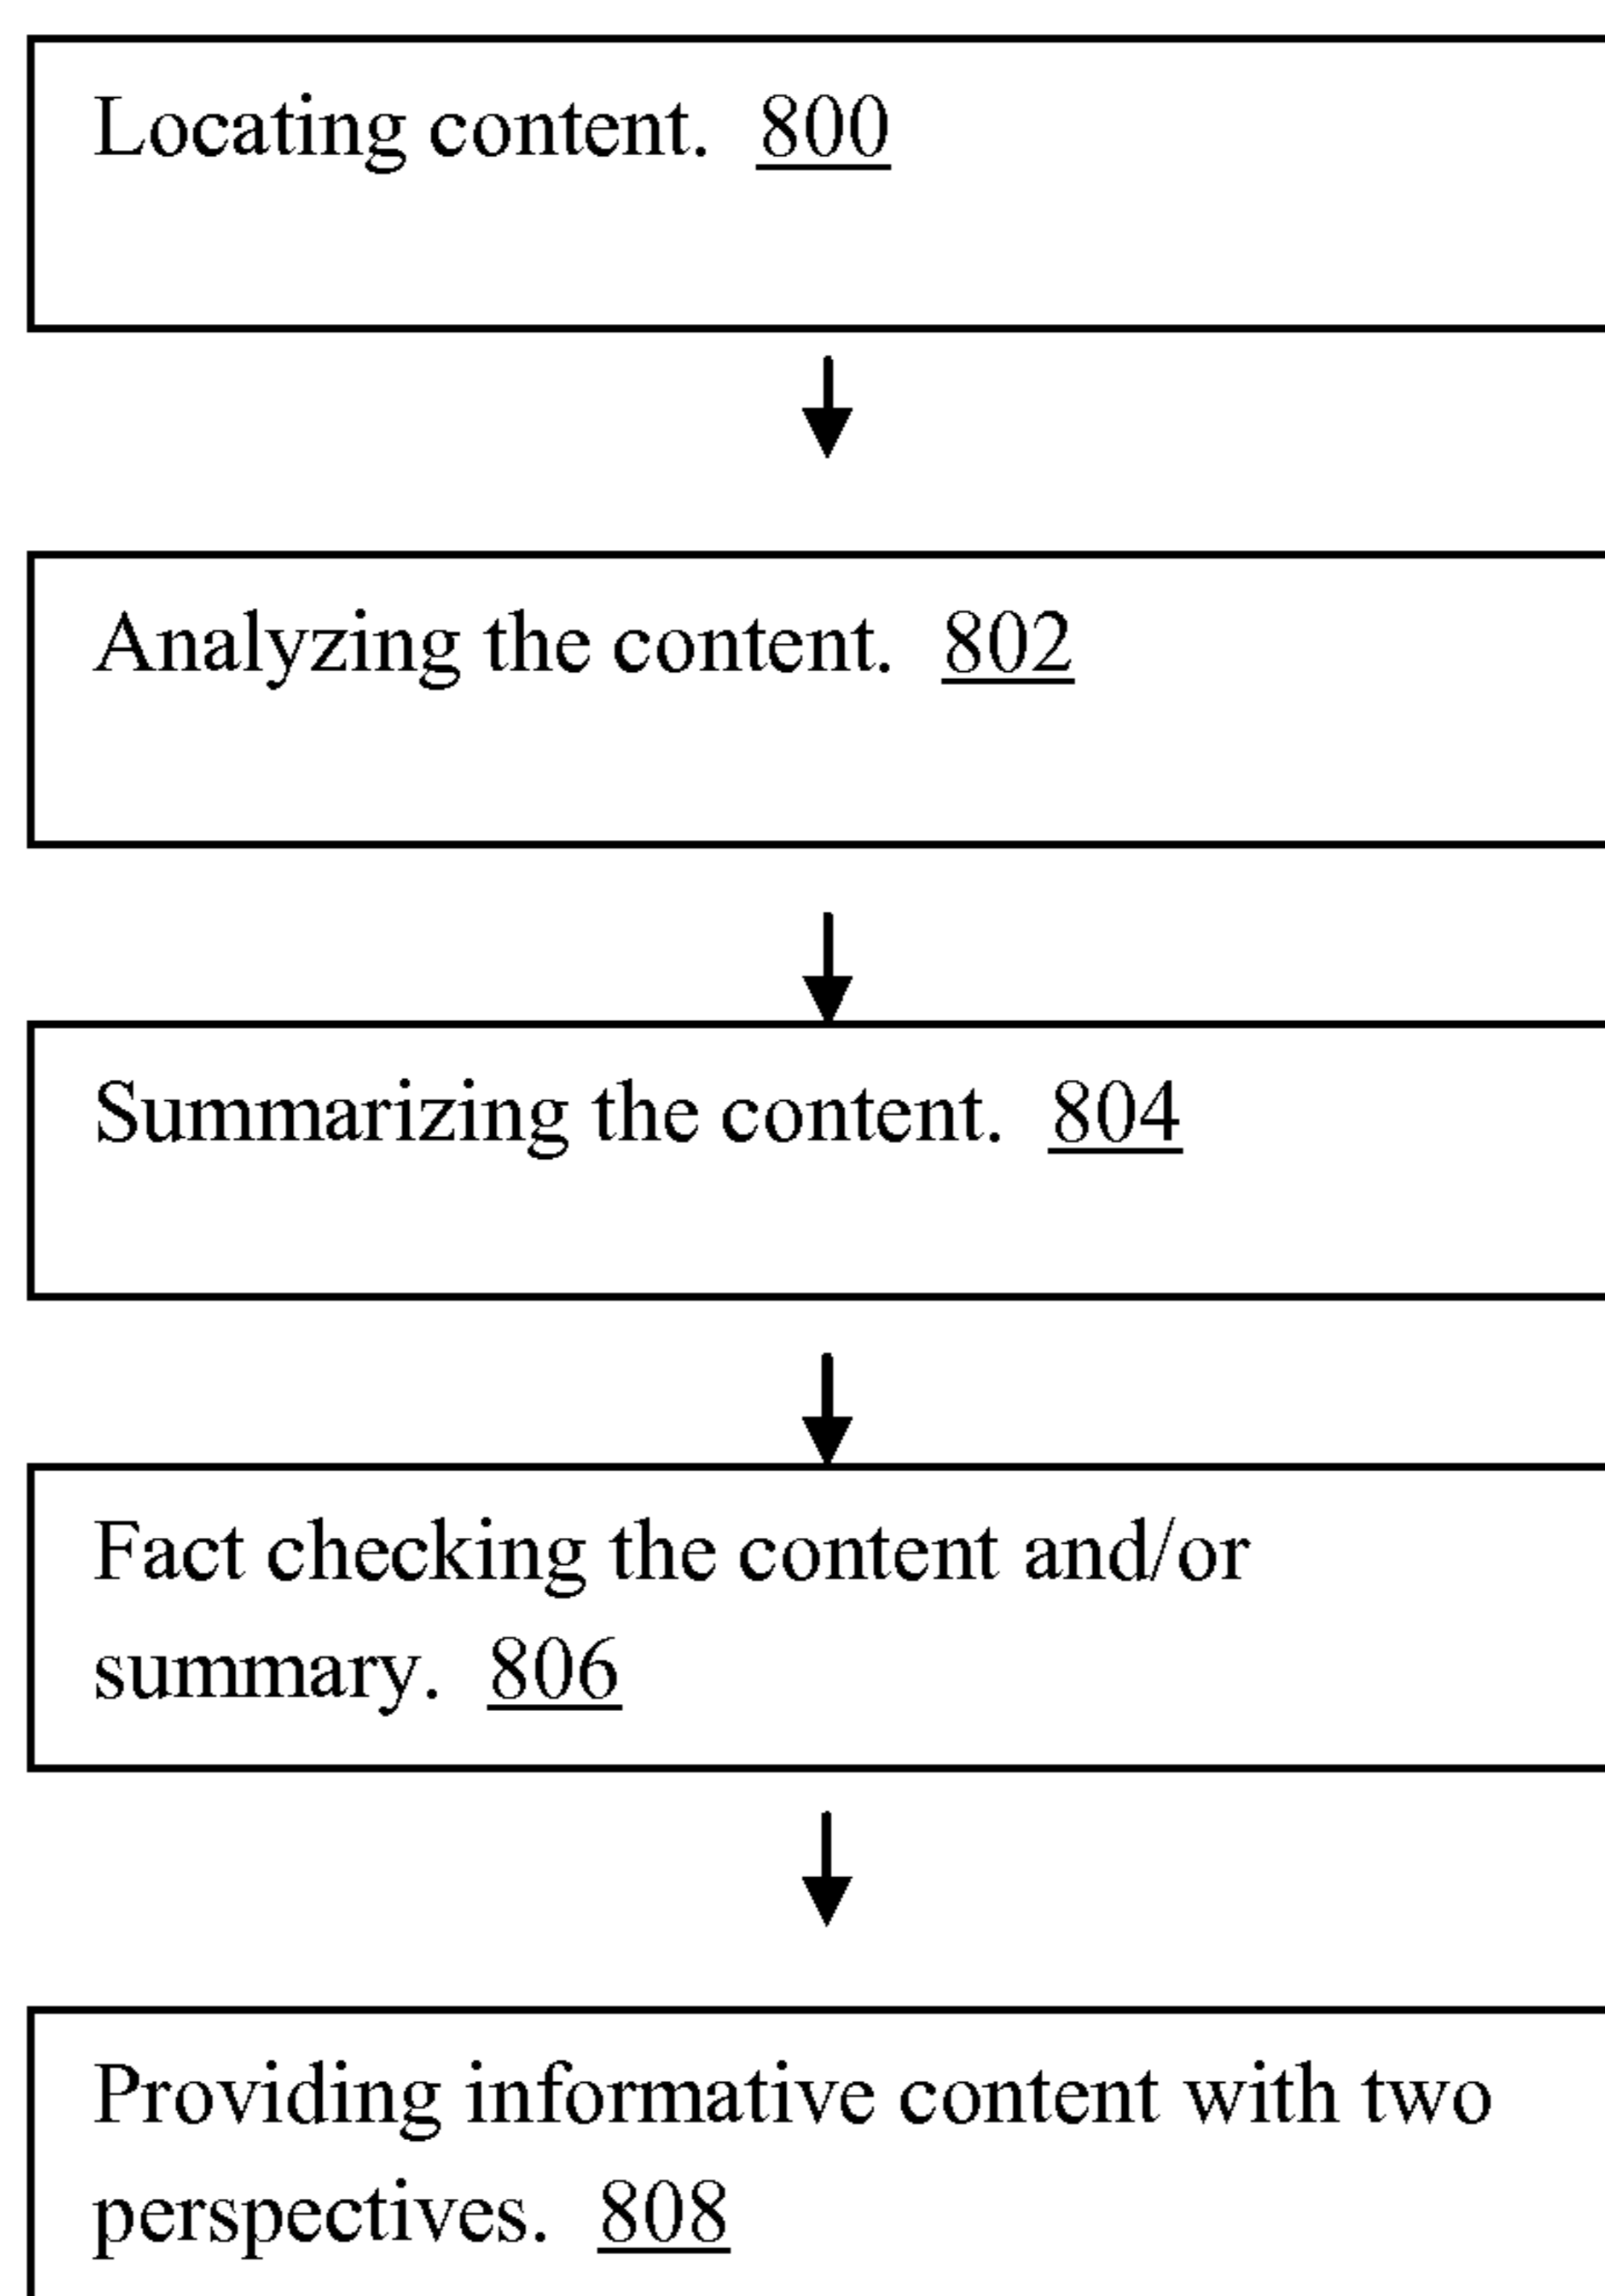 Locating content. 800
Analyzing the content. 802
Summarizing the content. 804
Fact checking the content and/or
summary. 806
Providing informative content with two
perspectives. 808